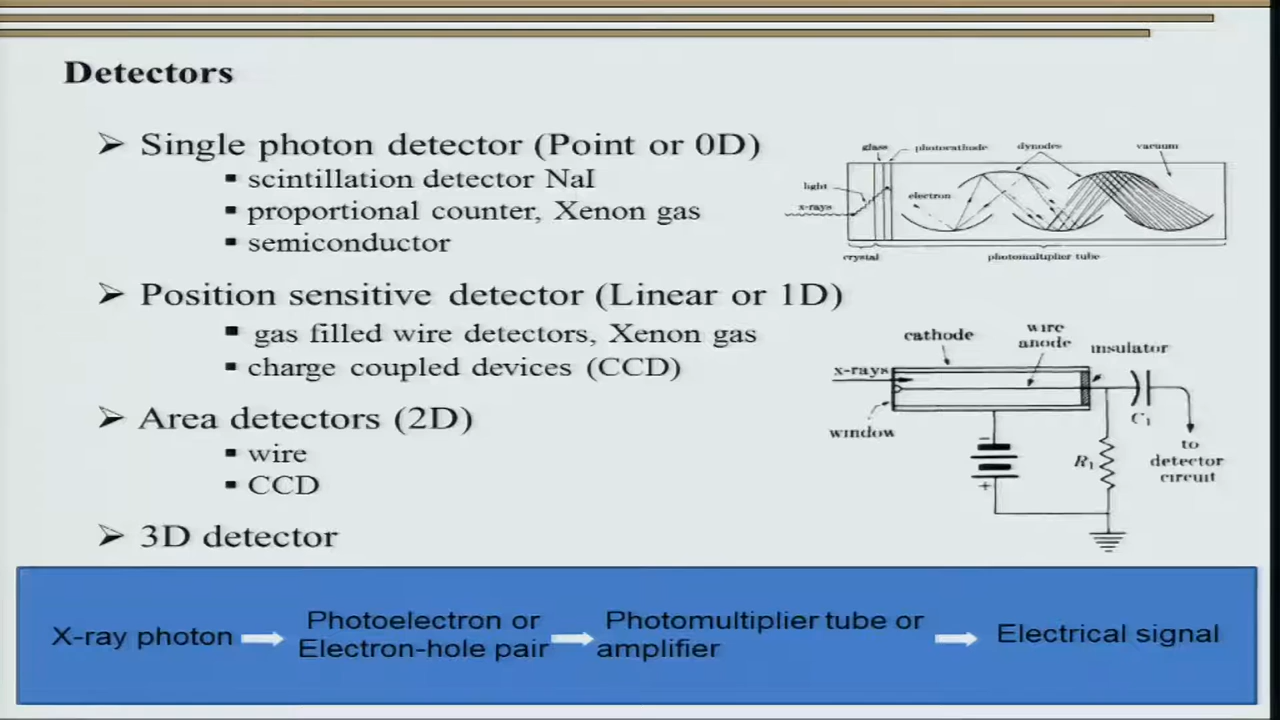 Detectors
➢ Single photon detector (Point or 0D)
▪ scintillation detector NaI
▪ proportional counter, Xenon gas
▪ semiconductor
glass
photocathode
dynodes
vacuum
light
electron
x-rays
crystal
photomultiplier tube
➢ Position sensitive detector (Linear or 1D)
▪ gas filled wire detectors, Xenon gas
▪ charge coupled devices (CCD)
➢ Area detectors (2D)
▪ wire
▪ CCD
➢ 3D detector
cathode
wire
anode
insulator
x-rays
window
C1
R1
to
detector
circuit
−
+
X-ray photon
Photoelectron or
Electron-hole pair
Photomultiplier tube or
amplifier
Electrical signal